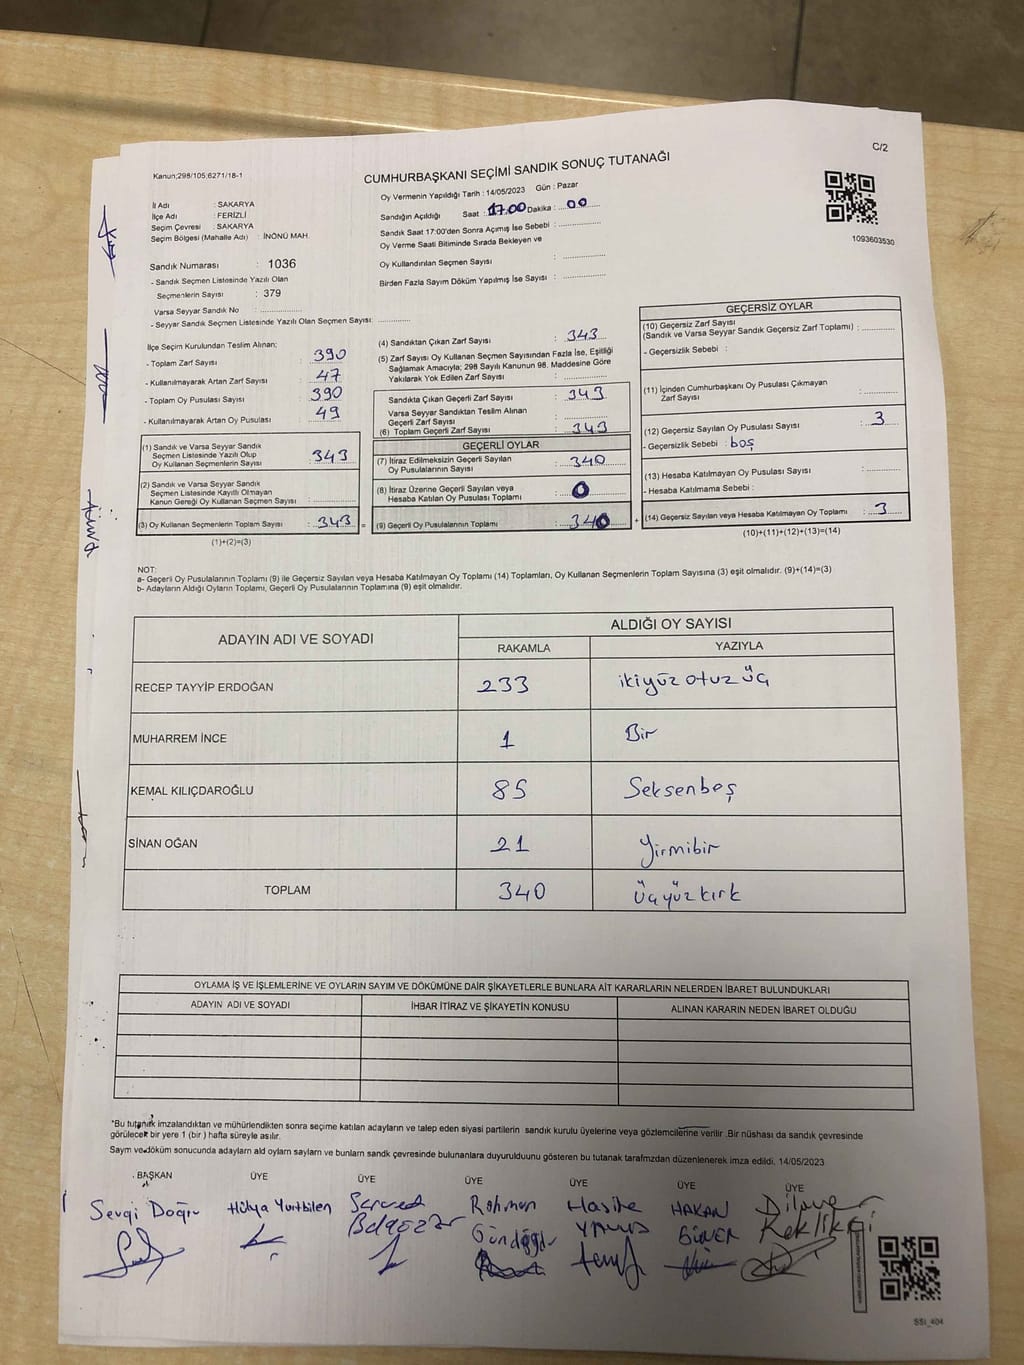 C/2
Kanun;298/105;6271/18-1
CUMHURBAŞKANI SEÇİMİ SANDIK SONUÇ TUTANAĞI
İl Adı : SAKARYA
İlçe Adı : FERİZLİ
Seçim Çevresi : SAKARYA
Seçim Bölgesi (Mahalle Adı) : İNÖNÜ MAH.
Oy Vermenin Yapıldığı Tarih : 14/05/2023 Gün : Pazar
Sandığın Açıldığı Saat : 17.00 Dakika : 00
Sandık Saat 17:00'den Sonra Açımış İse Sebebi :
Oy Verme Saati Bitiminde Sırada Bekleyen ve
Oy Kullandırılan Seçmen Sayısı :
Birden Fazla Sayım Döküm Yapılmış İse Sayısı :
1093603530
Sandık Numarası : 1036
- Sandık Seçmen Listesinde Yazılı Olan
Seçmenlerin Sayısı : 379
Varsa Seyyar Sandık No :
- Seyyar Sandık Seçmen Listesinde Yazılı Olan Seçmen Sayısı:
İlçe Seçim Kurulundan Teslim Alınan;
- Toplam Zarf Sayısı : 390
- Kullanılmayarak Artan Zarf Sayısı : 47
- Toplam Oy Pusulası Sayısı : 390
- Kullanılmayarak Artan Oy Pusulası : 49
(1) Sandık ve Varsa Seyyar Sandık
Seçmen Listesinde Yazılı Olup
Oy Kullanan Seçmenlerin Sayısı : 343
(2) Sandık ve Varsa Seyyar Sandık
Seçmen Listesinde Kayıtlı Olmayan
Kanun Gereği Oy Kullanan Seçmen Sayısı :
(3) Oy Kullanan Seçmenlerin Toplam Sayısı : 343 =
(1)+(2)=(3)
(4) Sandıktan Çıkan Zarf Sayısı : 343
(5) Zarf Sayısı Oy Kullanan Seçmen Sayısından Fazla İse, Eşitliği
Sağlamak Amacıyla; 298 Sayılı Kanunun 98. Maddesine Göre
Yakılarak Yok Edilen Zarf Sayısı :
Sandıkta Çıkan Geçerli Zarf Sayısı : 343
Varsa Seyyar Sandıktan Teslim Alınan
Geçerli Zarf Sayısı :
(6) Toplam Geçerli Zarf Sayısı : 343
GEÇERLİ OYLAR
(7) İtiraz Edilmeksizin Geçerli Sayılan
Oy Pusulalarının Sayısı : 340
(8) İtiraz Üzerine Geçerli Sayılan veya
Hesaba Katılan Oy Pusulası Toplamı : 0
(9) Geçerli Oy Pusulalarının Toplamı : 340 +
GEÇERSİZ OYLAR
(10) Geçersiz Zarf Sayısı
(Sandık ve Varsa Seyyar Sandık Geçersiz Zarf Toplamı) :
- Geçersizlik Sebebi :
(11) İçinden Cumhurbaşkanı Oy Pusulası Çıkmayan
Zarf Sayısı :
(12) Geçersiz Sayılan Oy Pusulası Sayısı : 3
- Geçersizlik Sebebi : boş
(13) Hesaba Katılmayan Oy Pusulası Sayısı :
- Hesaba Katılmama Sebebi :
(14) Geçersiz Sayılan veya Hesaba Katılmayan Oy Toplamı : 3
(10)+(11)+(12)+(13)=(14)
NOT:
a- Geçerli Oy Pusulalarının Toplamı (9) ile Geçersiz Sayılan veya Hesaba Katılmayan Oy Toplamı (14) Toplamları, Oy Kullanan Seçmenlerin Toplam Sayısına (3) eşit olmalıdır. (9)+(14)=(3)
b- Adayların Aldığı Oyların Toplamı, Geçerli Oy Pusulalarının Toplamına (9) eşit olmalıdır.
ADAYIN ADI VE SOYADI ALDIĞI OY SAYISI
RAKAMLA YAZIYLA
RECEP TAYYİP ERDOĞAN 233 ikiyüz otuz üç
MUHARREM İNCE 1 Bir
KEMAL KILIÇDAROĞLU 85 Seksenbeş
SİNAN OĞAN 21 yirmibir
TOPLAM 340 üçyüzkırk
OYLAMA İŞ VE İŞLEMLERİNE VE OYLARIN SAYIM VE DÖKÜMÜNE DAİR ŞİKAYETLERLE BUNLARA AİT KARARLARIN NELERDEN İBARET BULUNDUKLARI
ADAYIN ADI VE SOYADI İHBAR İTİRAZ VE ŞİKAYETİN KONUSU ALINAN KARARIN NEDEN İBARET OLDUĞU
*Bu tutanak imzalandıktan ve mühürlendikten sonra seçime katılan adayların ve talep eden siyasi partilerin sandık kurulu üyelerine veya gözlemcilerine verilir .Bir nüshası da sandık çevresinde
görülecek bir yere 1 (bir ) hafta süreyle asılır.
Sayım ve döküm sonucunda adayların ald oyların sayları ve bunların sandk çevresinde bulunanlara duyurulduunu gösteren bu tutanak tarafmzdan düzenlenerek imza edildi. 14/05/2023
BAŞKAN ÜYE ÜYE ÜYE ÜYE ÜYE ÜYE
Sevgi Doğru Hülya Yurtbilen Rahman Hasibe HAKAN Dilaver
Gündoğdu YAVUS GÜNER Keklikçi
SSI_404